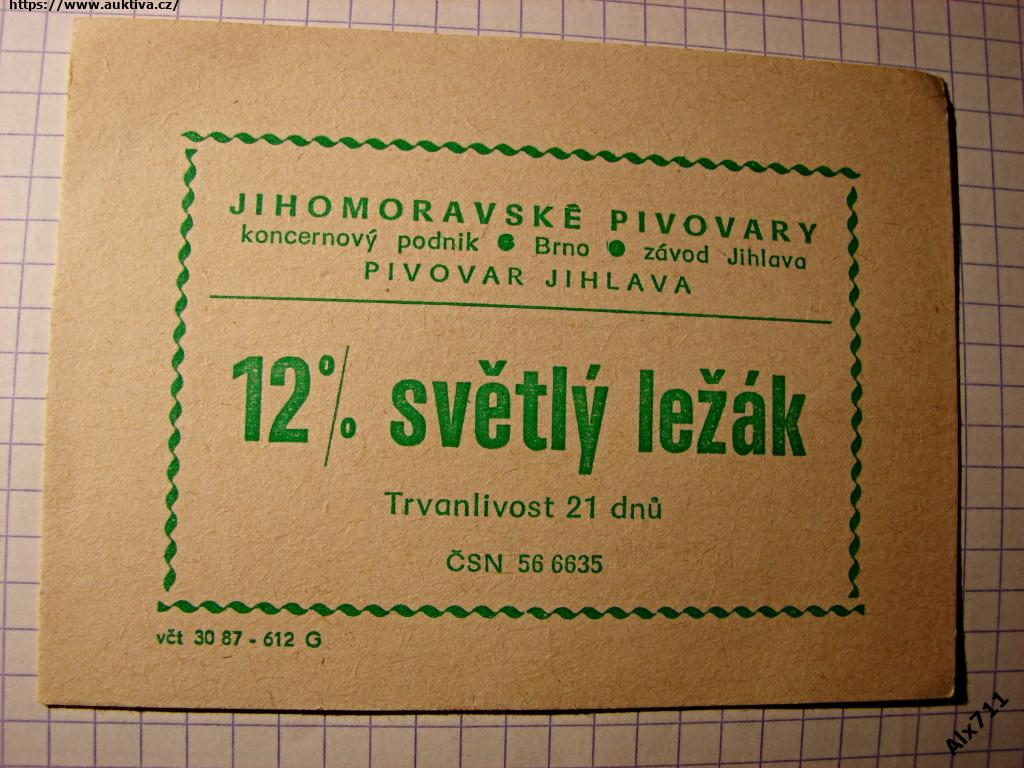 https://www.auktiva.cz/
JIHOMORAVSKÉ PIVOVARY
koncernový podnik ● Brno ● závod Jihlava
PIVOVAR JIHLAVA
12% světlý ležák
Trvanlivost 21 dnů
ČSN 56 6635
včt 30 87 - 612 G
Alx711